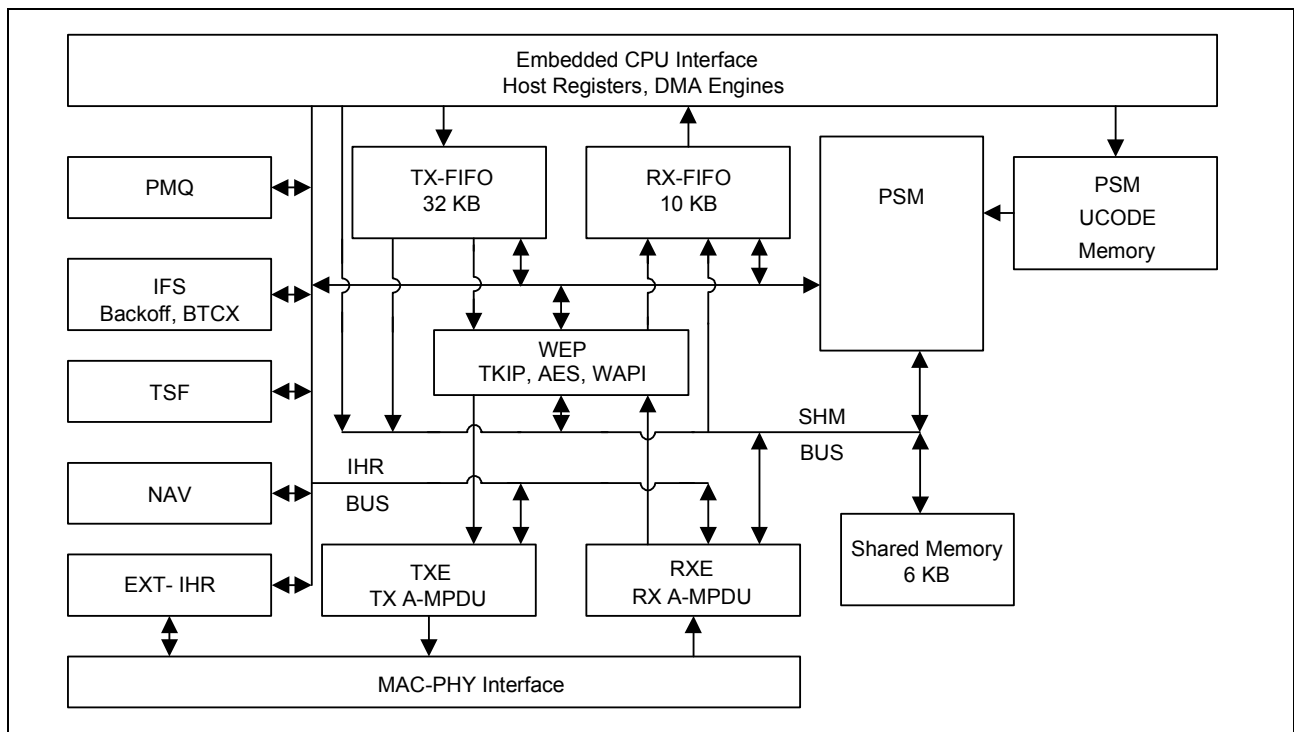 Embedded CPU Interface
Host Registers, DMA Engines
PMQ
TX-FIFO
32 KB
RX-FIFO
10 KB
PSM
PSM
UCODE
Memory
IFS
Backoff, BTCX
WEP
TKIP, AES, WAPI
TSF
SHM
BUS
IHR
BUS
NAV
Shared Memory
6 KB
EXT- IHR
TXE
TX A-MPDU
RXE
RX A-MPDU
MAC-PHY Interface